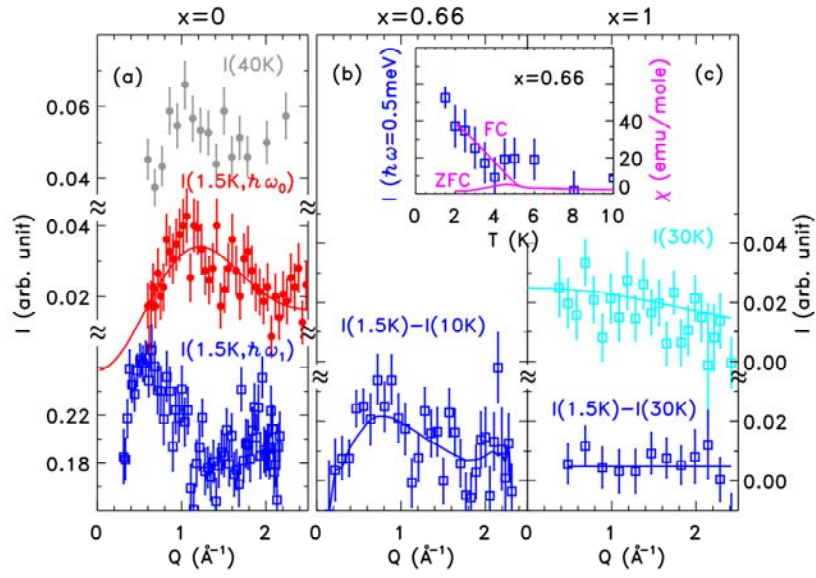 x=0
x=0.66
x=1
(a)
I(40K)
0.06
0.04
I(1.5K,ħω₀)
0.04
0.02
I(1.5K,ħω₁)
0.22
0.18
I (arb. unit)
0
1
2
Q (Å⁻¹)
(b)
I(1.5K)−I(10K)
0
1
2
Q (Å⁻¹)
I (ħω=0.5meV)
x=0.66
FC
ZFC
0
2
4
6
8
10
T (K)
40
20
0
χ (emu/mole)
(c)
I(30K)
0.04
0.02
0.00
I(1.5K)−I(30K)
0.02
0.00
I (arb. unit)
0
1
2
Q (Å⁻¹)